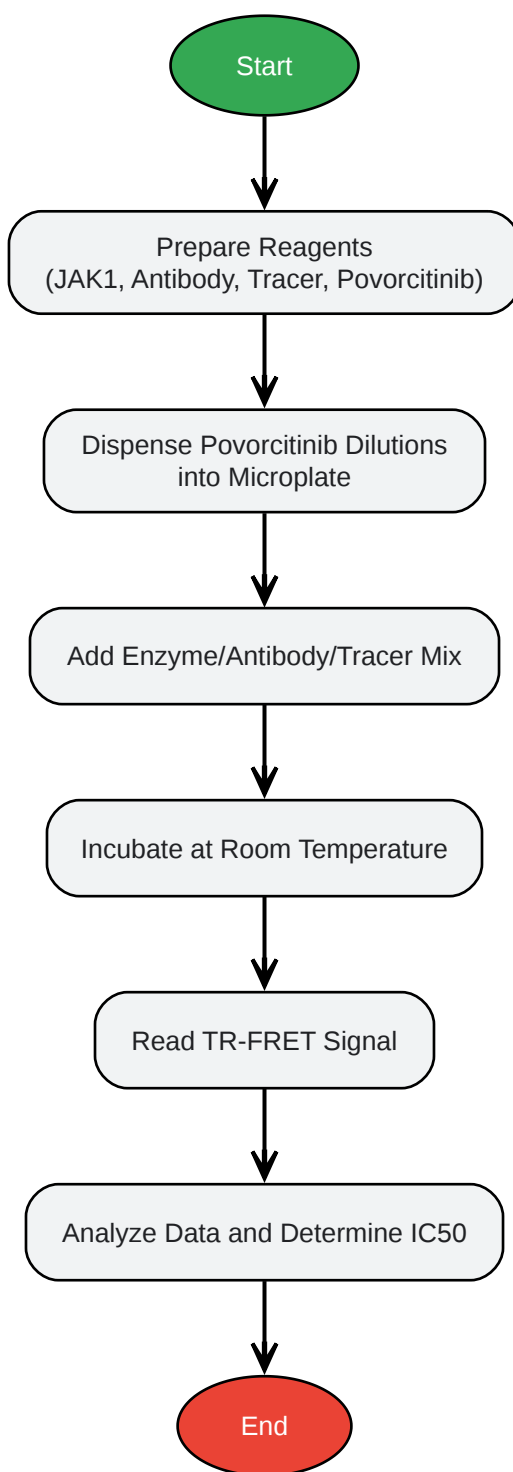 Start
Prepare Reagents
(JAK1, Antibody, Tracer, Povorcitinib)
Dispense Povorcitinib Dilutions
into Microplate
Add Enzyme/Antibody/Tracer Mix
Incubate at Room Temperature
Read TR-FRET Signal
Analyze Data and Determine IC50
End